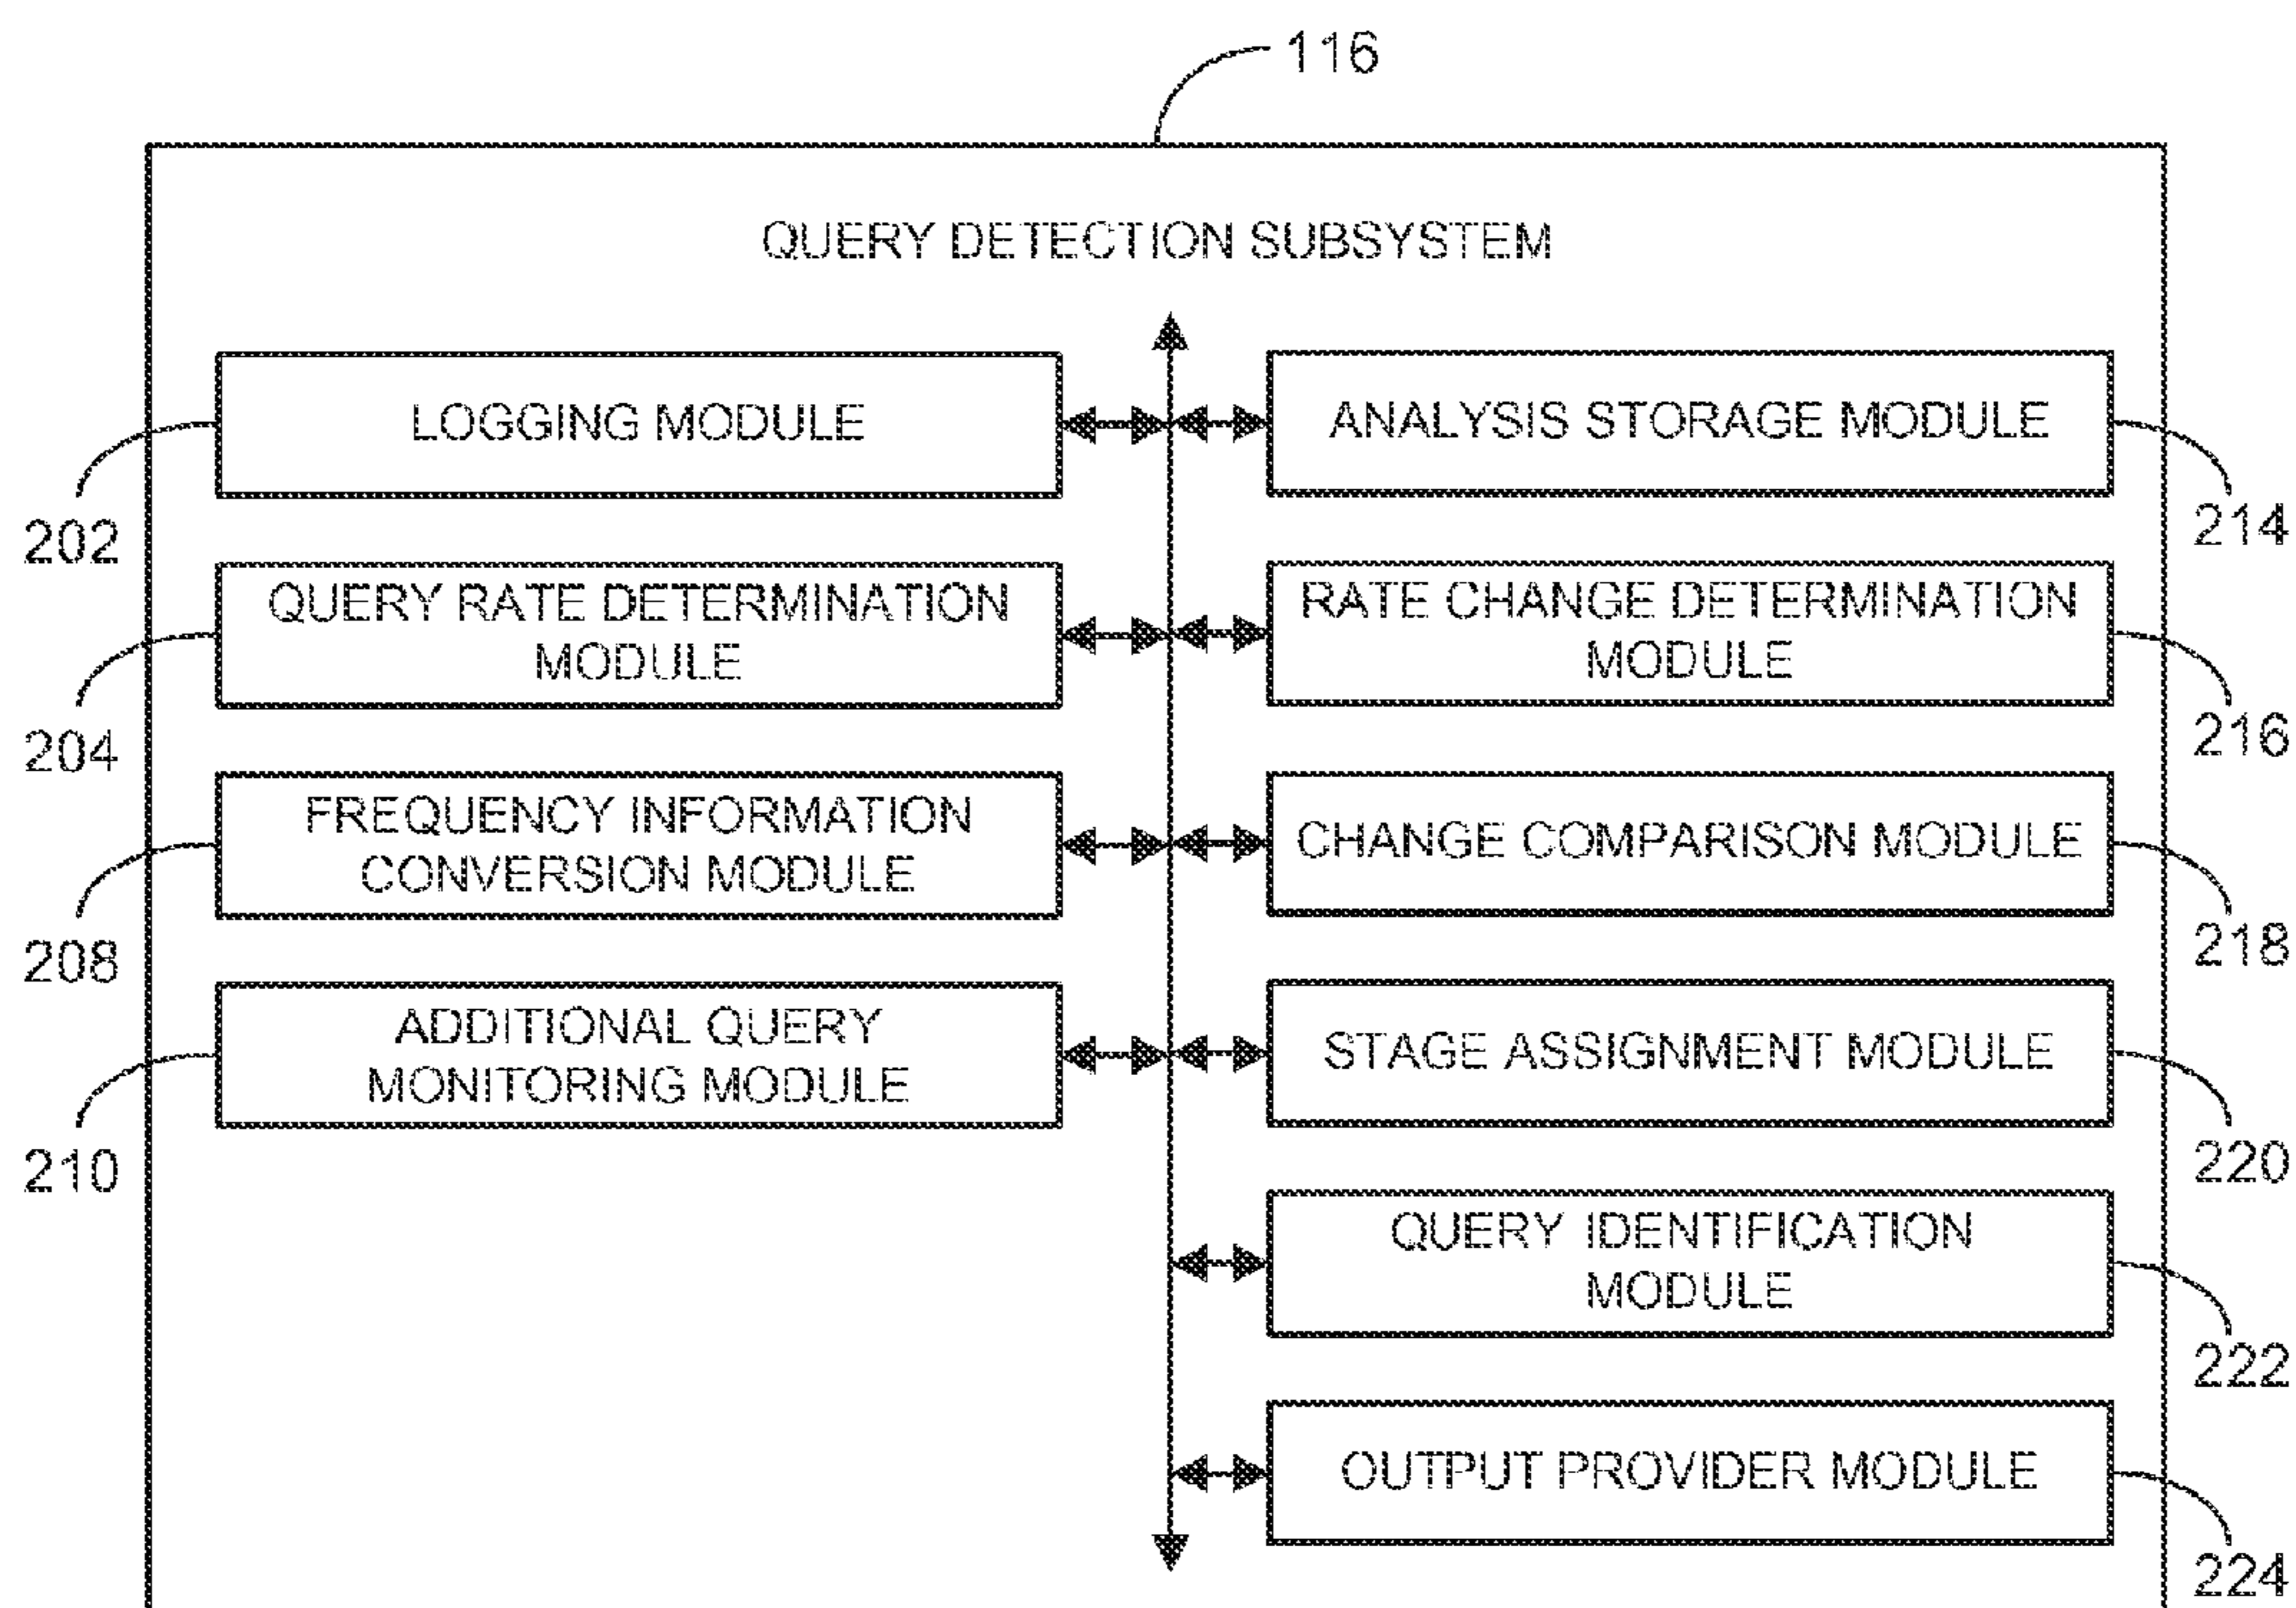 116
QUERY DETECTION SUBSYSTEM
LOGGING MODULE
202
QUERY RATE DETERMINATION
MODULE
204
FREQUENCY INFORMATION
CONVERSION MODULE
208
ADDITIONAL QUERY
MONITORING MODULE
210
ANALYSIS STORAGE MODULE
214
RATE CHANGE DETERMINATION
MODULE
216
CHANGE COMPARISON MODULE
218
STAGE ASSIGNMENT MODULE
220
QUERY IDENTIFICATION
MODULE
222
OUTPUT PROVIDER MODULE
224